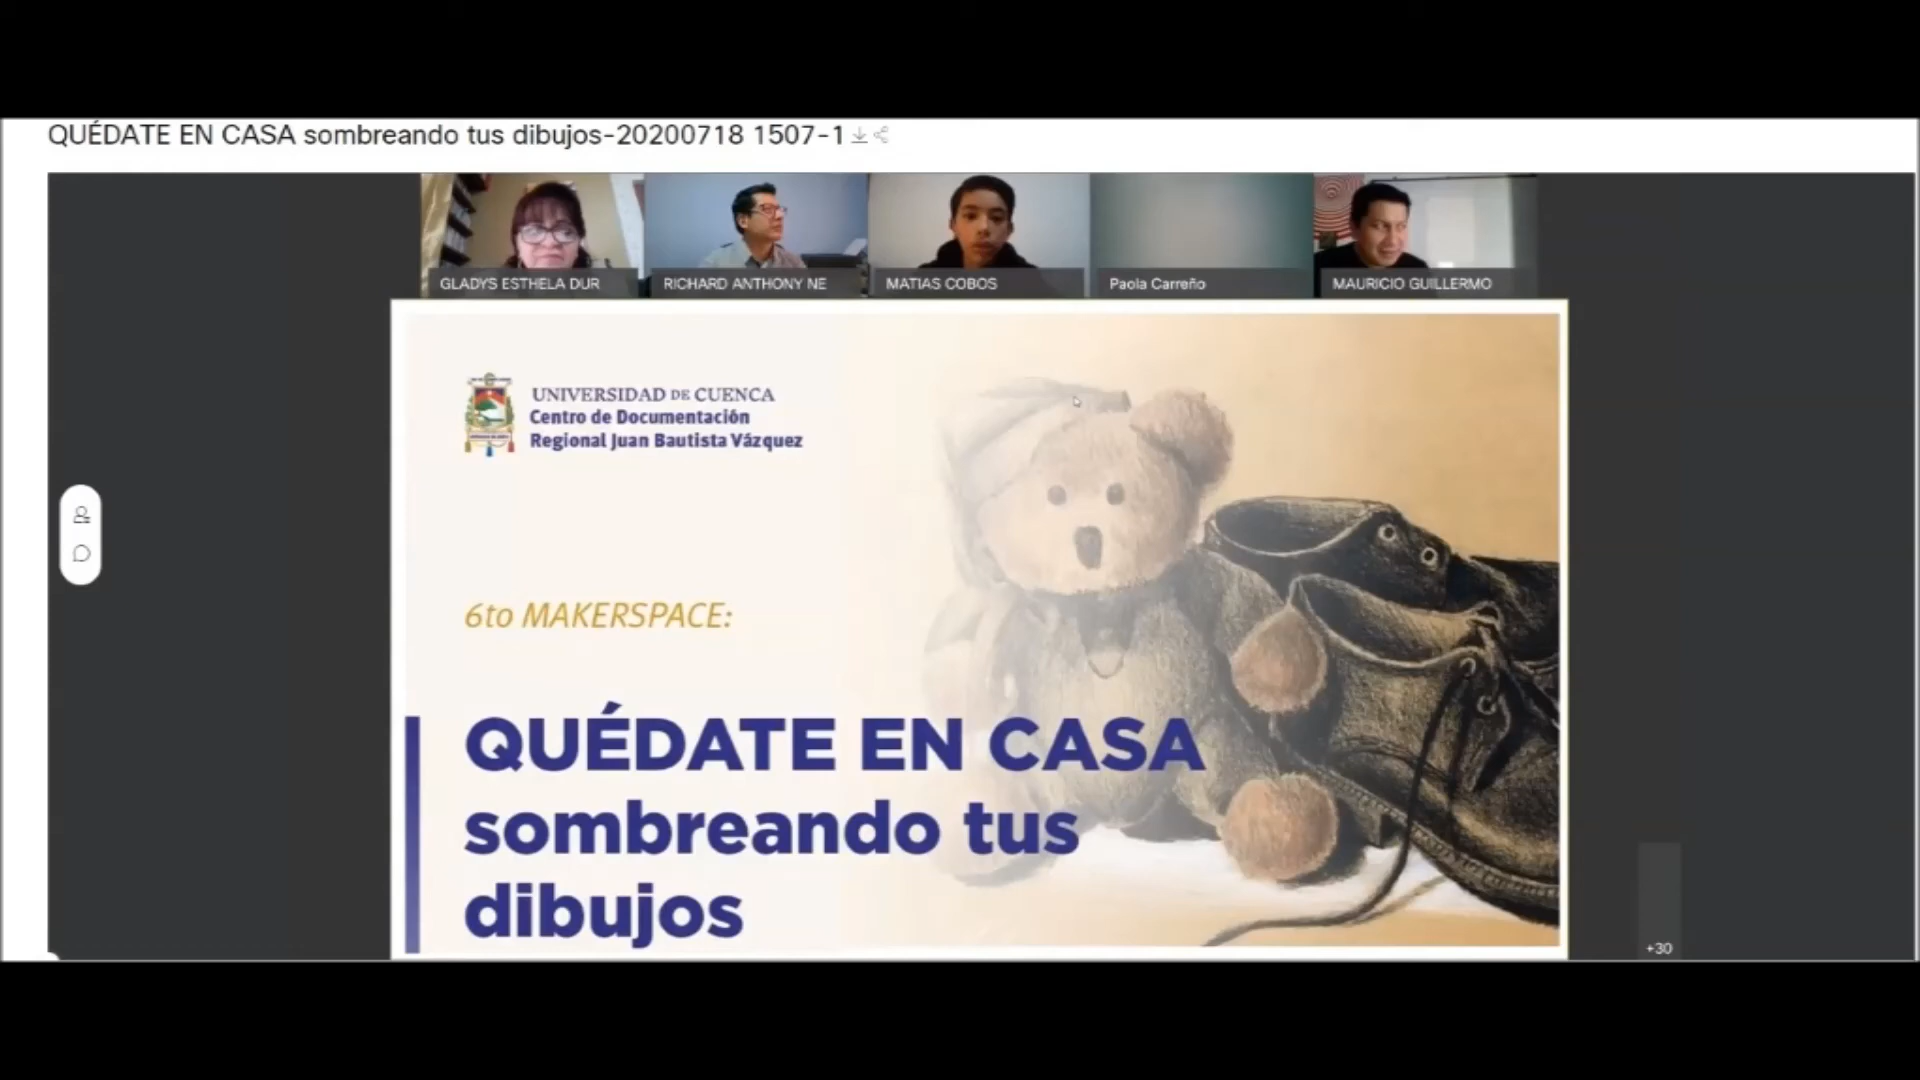 QUÉDATE EN CASA sombreando tus dibujos-20200718 1507-1
GLADYS ESTHELA DUR
RICHARD ANTHONY NE
MATIAS COBOS
Paola Carreño
MAURICIO GUILLERMO
UNIVERSIDAD DE CUENCA
Centro de Documentación
Regional Juan Bautista Vázquez
6to MAKERSPACE:
QUÉDATE EN CASA
sombreando tus
dibujos
+30